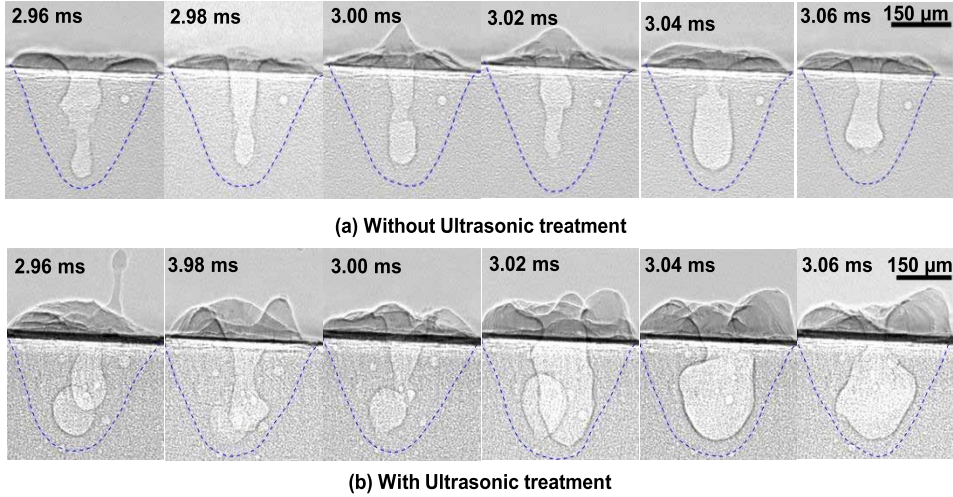 2.96 ms 2.98 ms 3.00 ms 3.02 ms 3.04 ms 3.06 ms 150 µm
(a) Without Ultrasonic treatment
2.96 ms 3.98 ms 3.00 ms 3.02 ms 3.04 ms 3.06 ms 150 µm
(b) With Ultrasonic treatment